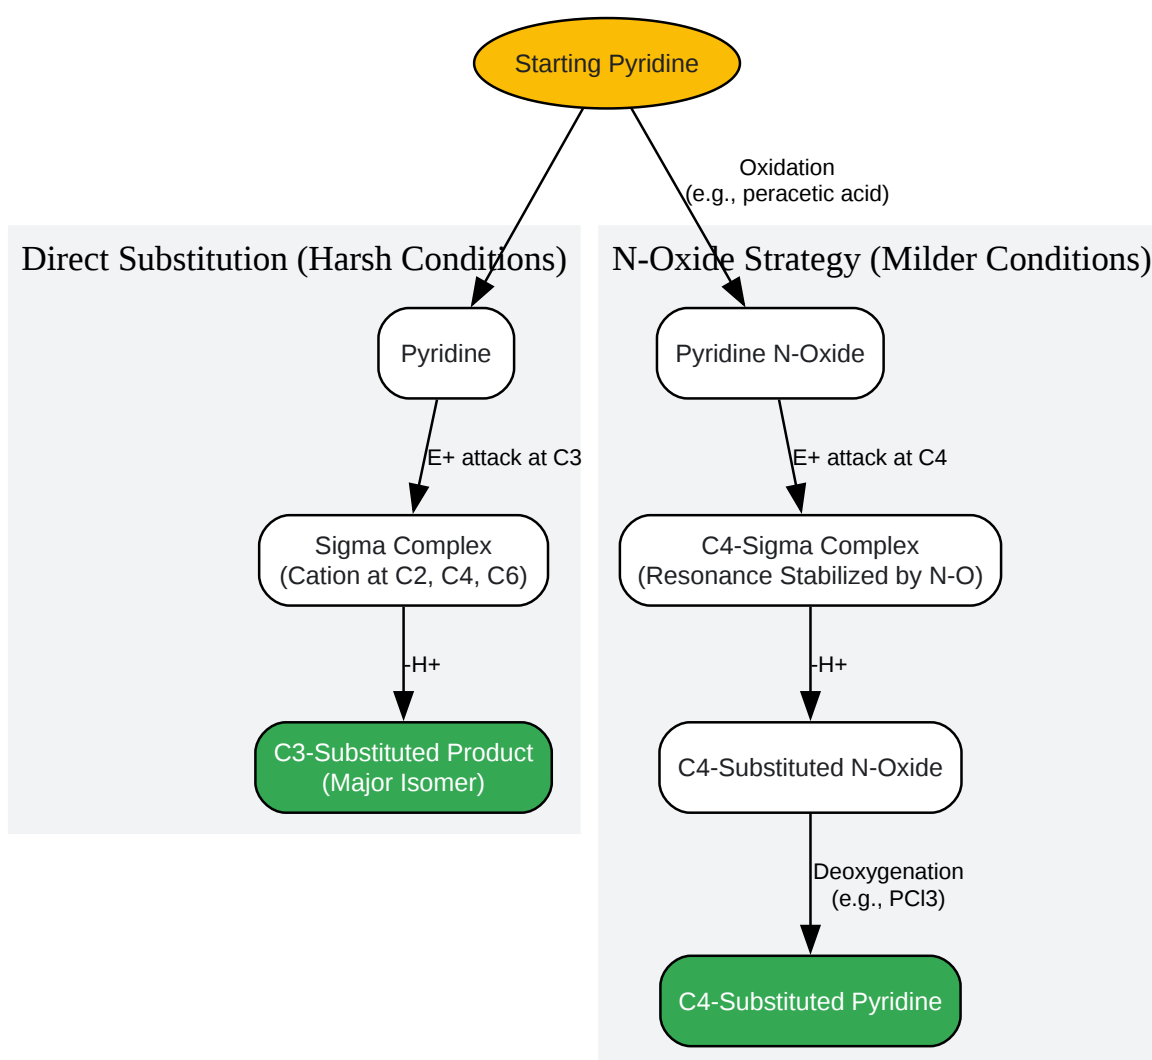 Starting Pyridine
Oxidation
(e.g., peracetic acid)
Direct Substitution (Harsh Conditions)
Pyridine
E+ attack at C3
Sigma Complex
(Cation at C2, C4, C6)
-H+
C3-Substituted Product
(Major Isomer)
N-Oxide Strategy (Milder Conditions)
Pyridine N-Oxide
E+ attack at C4
C4-Sigma Complex
(Resonance Stabilized by N-O)
-H+
C4-Substituted N-Oxide
Deoxygenation
(e.g., PCl3)
C4-Substituted Pyridine